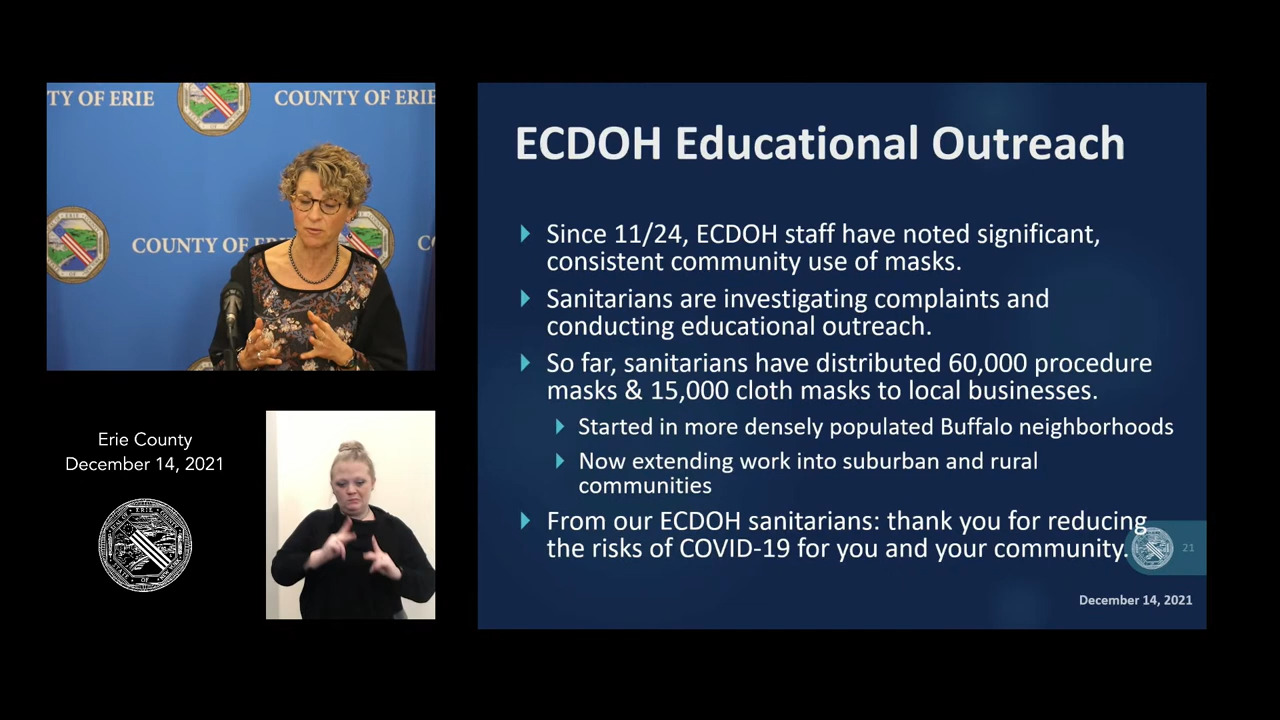 TY OF ERIE
COUNTY OF ERIE
COUNTY OF ERIE
C
Erie County
December 14, 2021
ECDOH Educational Outreach
Since 11/24, ECDOH staff have noted significant,
consistent community use of masks.
Sanitarians are investigating complaints and
conducting educational outreach.
So far, sanitarians have distributed 60,000 procedure
masks & 15,000 cloth masks to local businesses.
Started in more densely populated Buffalo neighborhoods
Now extending work into suburban and rural
communities
From our ECDOH sanitarians: thank you for reducing
the risks of COVID-19 for you and your community.
21
December 14, 2021